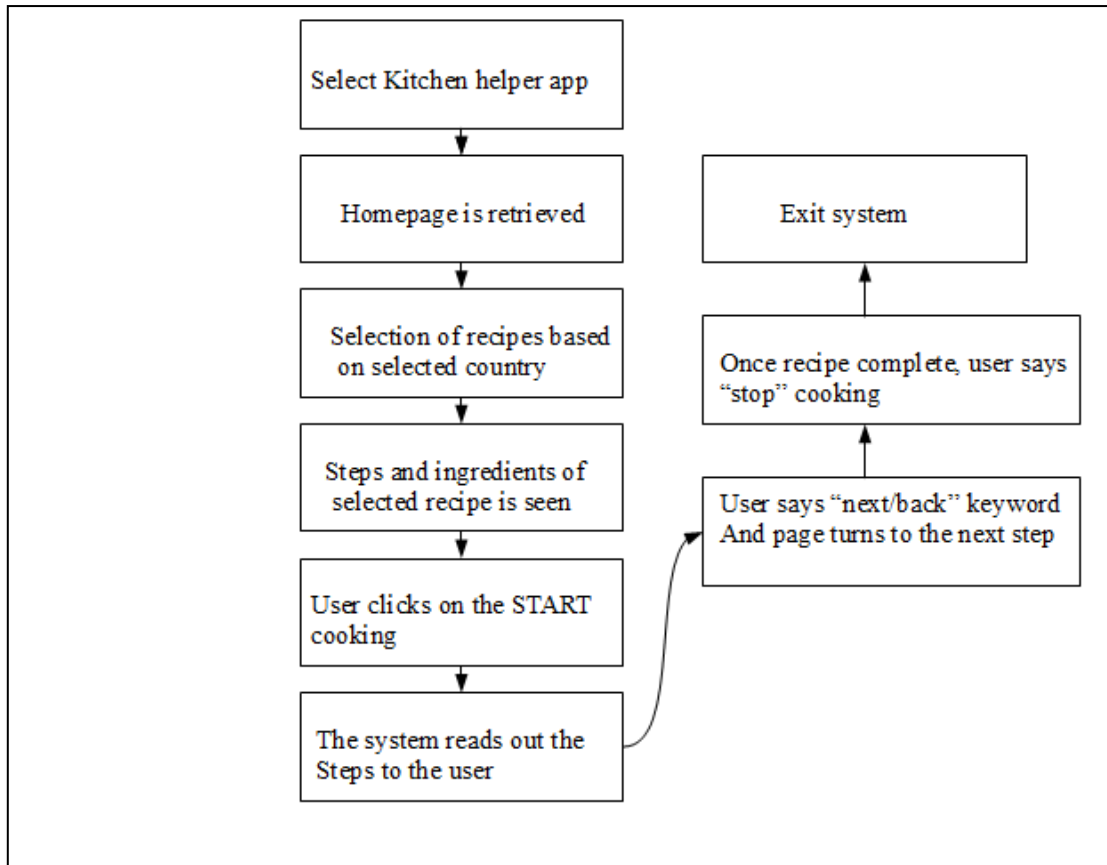 Select Kitchen helper app
Homepage is retrieved
Selection of recipes based
on selected country
Steps and ingredients of
selected recipe is seen
User clicks on the START
cooking
The system reads out the
Steps to the user
User says “next/back” keyword
And page turns to the next step
Once recipe complete, user says
“stop” cooking
Exit system